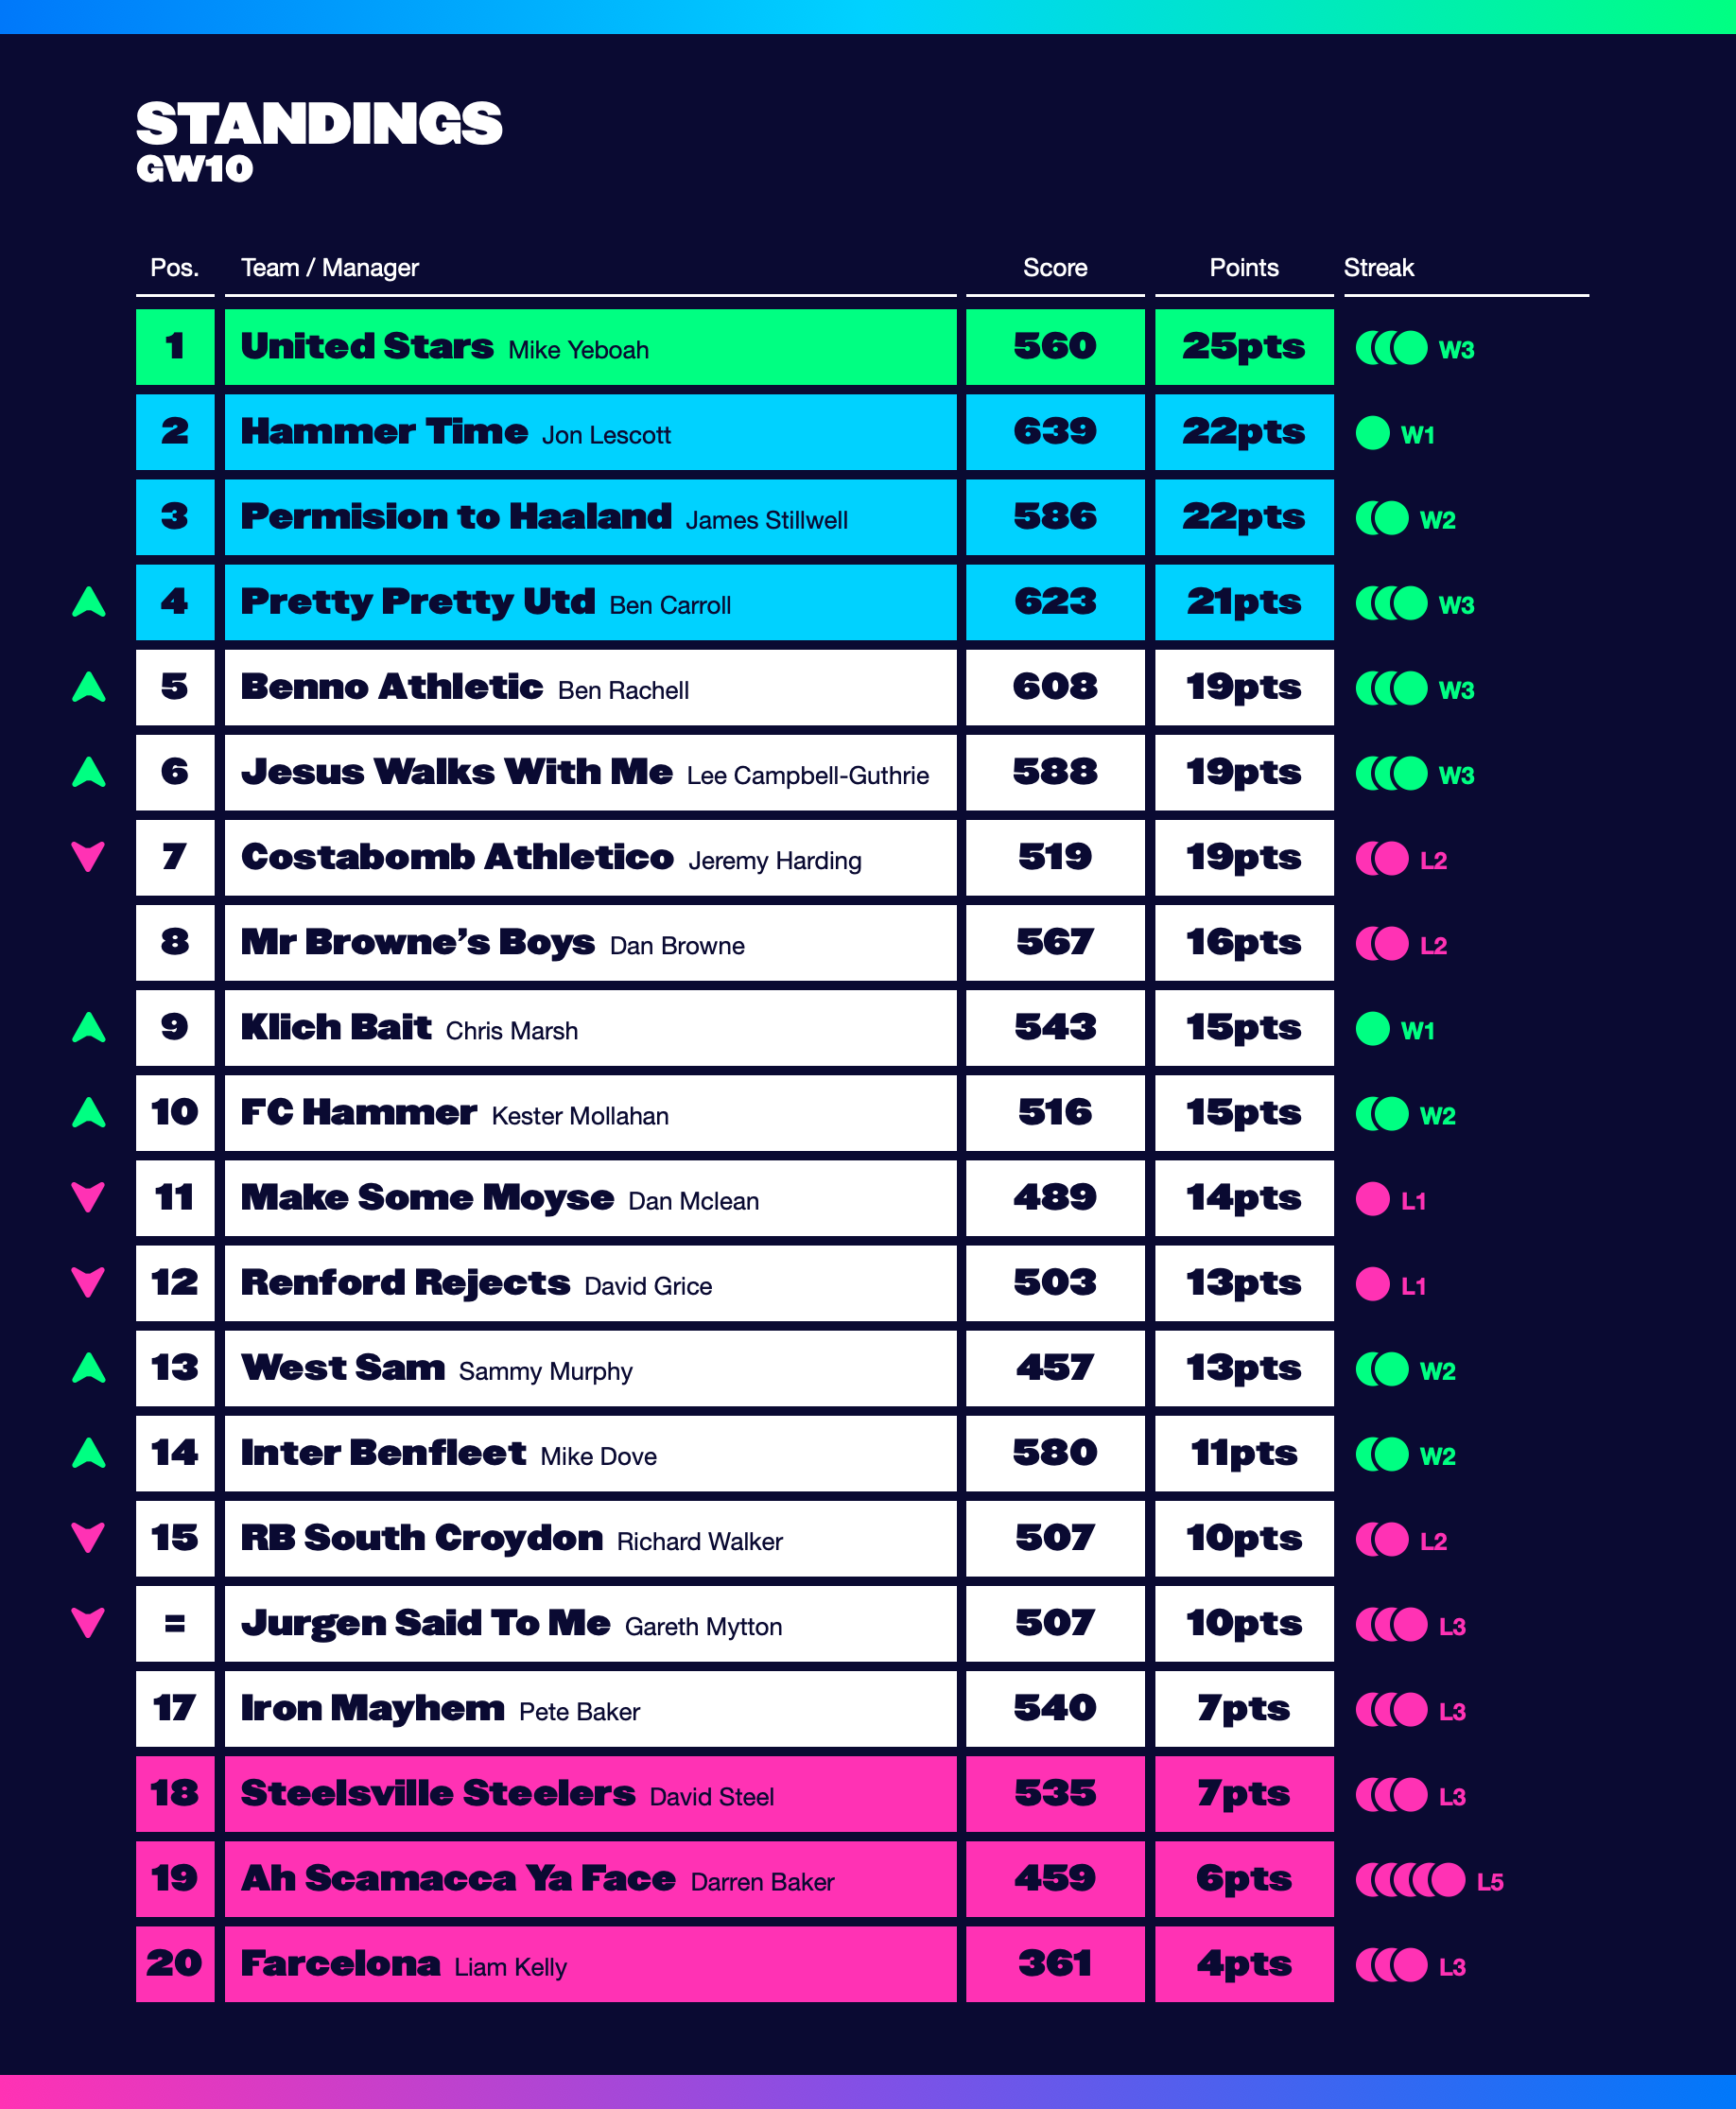 STANDINGS
GW10
Pos. Team / Manager Score Points Streak
1 United Stars Mike Yeboah 560 25pts W3
2 Hammer Time Jon Lescott 639 22pts W1
3 Permision to Haaland James Stillwell 586 22pts W2
4 Pretty Pretty Utd Ben Carroll 623 21pts W3
5 Benno Athletic Ben Rachell 608 19pts W3
6 Jesus Walks With Me Lee Campbell-Guthrie 588 19pts W3
7 Costabomb Athletico Jeremy Harding 519 19pts L2
8 Mr Browne’s Boys Dan Browne 567 16pts L2
9 Klich Bait Chris Marsh 543 15pts W1
10 FC Hammer Kester Mollahan 516 15pts W2
11 Make Some Moyse Dan Mclean 489 14pts L1
12 Renford Rejects David Grice 503 13pts L1
13 West Sam Sammy Murphy 457 13pts W2
14 Inter Benfleet Mike Dove 580 11pts W2
15 RB South Croydon Richard Walker 507 10pts L2
= Jurgen Said To Me Gareth Mytton 507 10pts L3
17 Iron Mayhem Pete Baker 540 7pts L3
18 Steelsville Steelers David Steel 535 7pts L3
19 Ah Scamacca Ya Face Darren Baker 459 6pts L5
20 Farcelona Liam Kelly 361 4pts L3